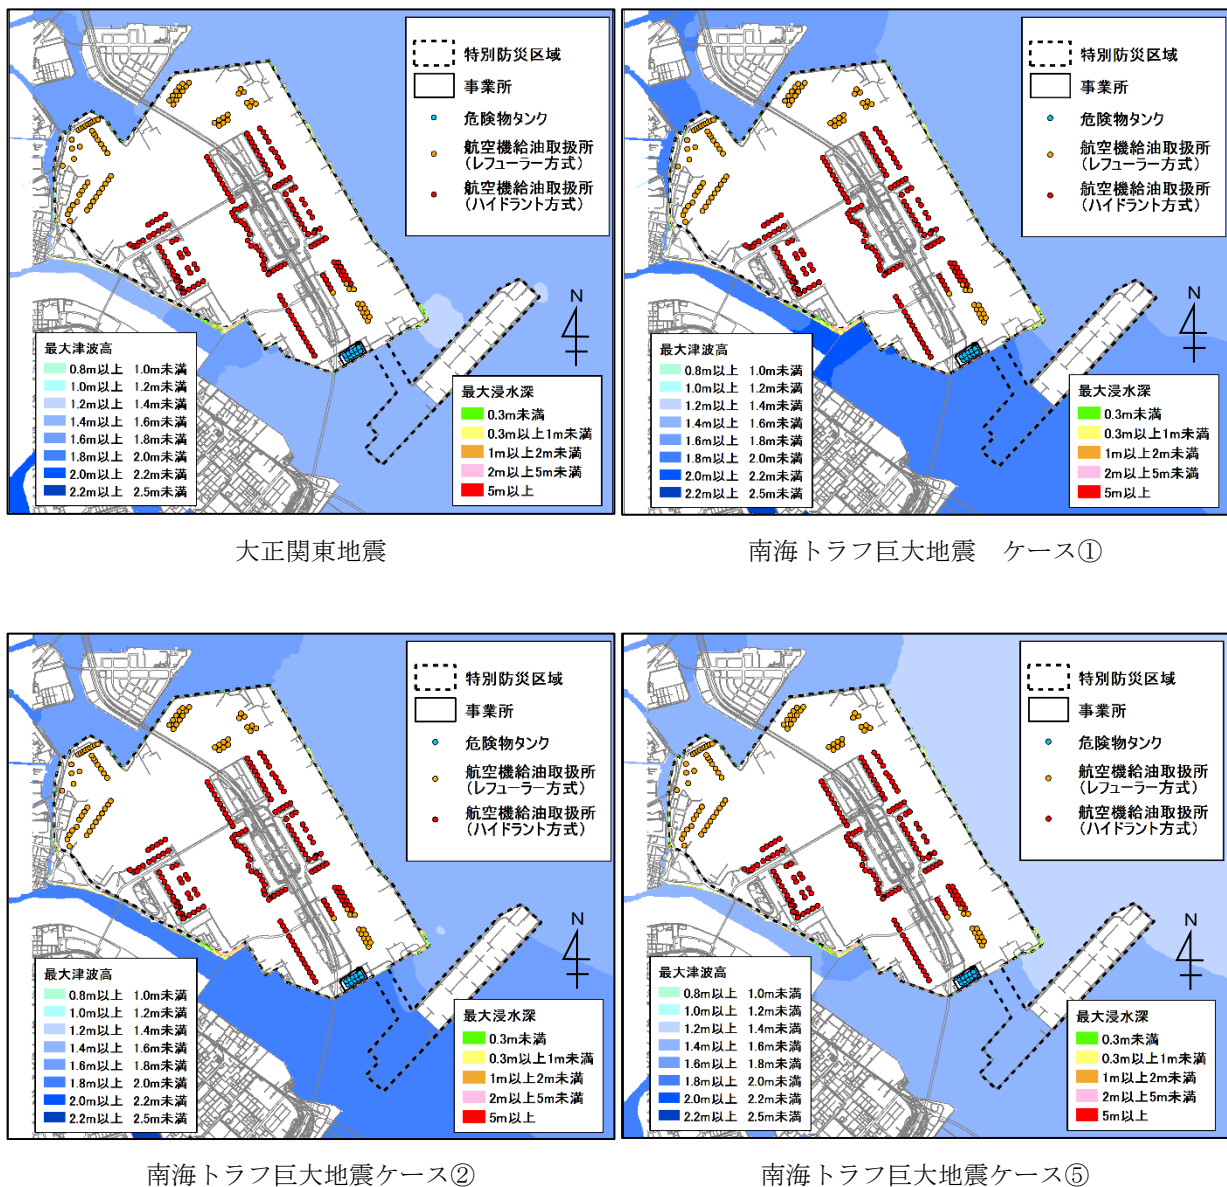 特別防災区域
事業所
危険物タンク
航空機給油取扱所
(レフューラー方式)
航空機給油取扱所
(ハイドラント方式)
N
最大津波高
0.8m以上 1.0m未満
1.0m以上 1.2m未満
1.2m以上 1.4m未満
1.4m以上 1.6m未満
1.6m以上 1.8m未満
1.8m以上 2.0m未満
2.0m以上 2.2m未満
2.2m以上 2.5m未満
最大浸水深
0.3m未満
0.3m以上1m未満
1m以上2m未満
2m以上5m未満
5m以上
大正関東地震
特別防災区域
事業所
危険物タンク
航空機給油取扱所
(レフューラー方式)
航空機給油取扱所
(ハイドラント方式)
N
最大津波高
0.8m以上 1.0m未満
1.0m以上 1.2m未満
1.2m以上 1.4m未満
1.4m以上 1.6m未満
1.6m以上 1.8m未満
1.8m以上 2.0m未満
2.0m以上 2.2m未満
2.2m以上 2.5m未満
最大浸水深
0.3m未満
0.3m以上1m未満
1m以上2m未満
2m以上5m未満
5m以上
南海トラフ巨大地震 ケース①
特別防災区域
事業所
危険物タンク
航空機給油取扱所
(レフューラー方式)
航空機給油取扱所
(ハイドラント方式)
N
最大津波高
0.8m以上 1.0m未満
1.0m以上 1.2m未満
1.2m以上 1.4m未満
1.4m以上 1.6m未満
1.6m以上 1.8m未満
1.8m以上 2.0m未満
2.0m以上 2.2m未満
2.2m以上 2.5m未満
最大浸水深
0.3m未満
0.3m以上1m未満
1m以上2m未満
2m以上5m未満
5m以上
南海トラフ巨大地震ケース②
特別防災区域
事業所
危険物タンク
航空機給油取扱所
(レフューラー方式)
航空機給油取扱所
(ハイドラント方式)
N
最大津波高
0.8m以上 1.0m未満
1.0m以上 1.2m未満
1.2m以上 1.4m未満
1.4m以上 1.6m未満
1.6m以上 1.8m未満
1.8m以上 2.0m未満
2.0m以上 2.2m未満
2.2m以上 2.5m未満
最大浸水深
0.3m未満
0.3m以上1m未満
1m以上2m未満
2m以上5m未満
5m以上
南海トラフ巨大地震ケース⑤